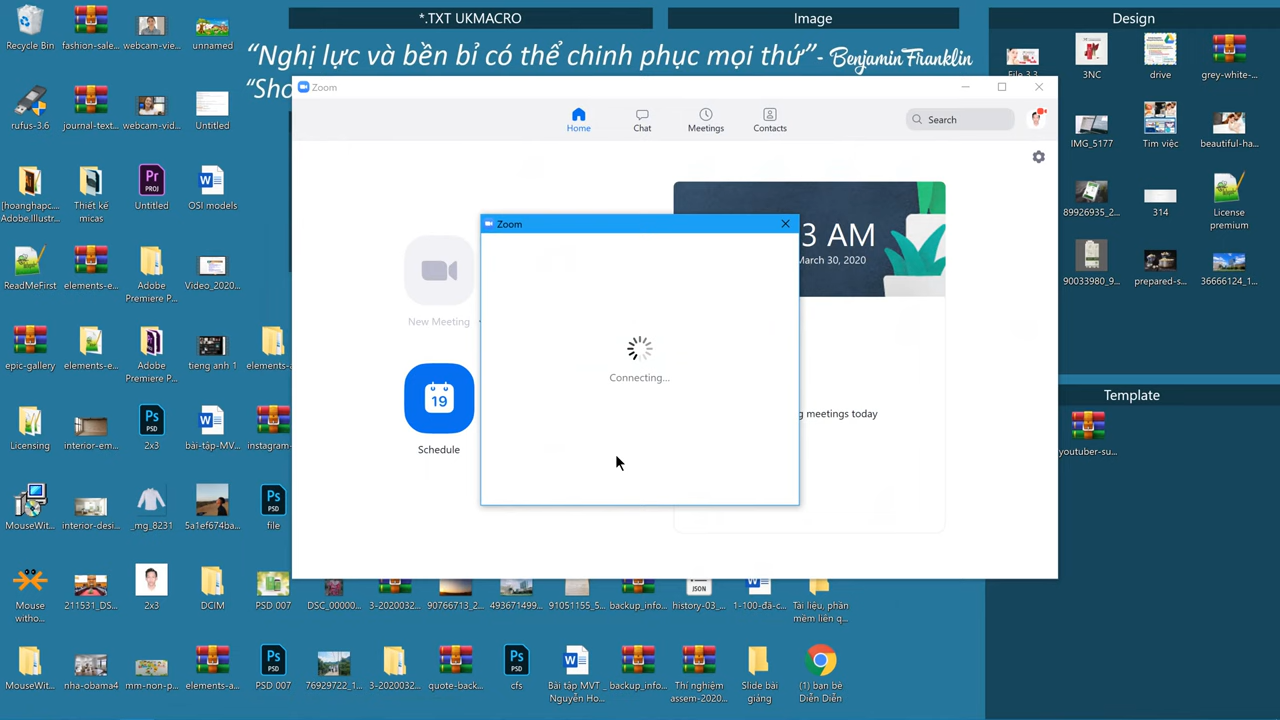 *.TXT UKMACRO
Image
Design
Template
“Nghị lực và bền bỉ có thể chinh phục mọi thứ”- Benjamin Franklin
“Sho
Recycle Bin
fashion-sale...
webcam-vie...
unnamed
rufus-3.6
journal-text...
webcam-vid...
Untitled
[hoanghapc....
Adobe.Illustr...
Thiết kế
micas
Untitled
OSI models
ReadMeFirst
elements-e...
Adobe
Premiere P...
Video_2020...
epic-gallery
elements-e...
Adobe
Premiere P...
tieng anh 1
elements-a
Licensing
interior-em...
2x3
bài-tập-MV...
instagram-
MouseWit...
interior-desi...
_mg_8231
5a1ef674ba...
file
Mouse
witho...
211531_DS...
2x3
DCIM
PSD 007
DSC_00000...
3-2020032...
90766713_2...
493671499...
91051155_5...
backup_info...
history-03_...
1-100-đá-c...
Tài liệu, phần
mềm liên q...
MouseWit...
nha-obama4
mm-non-p...
elements-a...
PSD 007
76929722_1...
3-2020032...
quote-back...
cfs
Bài tập MVT _
Nguyễn Ho...
backup_info...
Thí nghiệm
assem-2020...
Slide bài
giảng
(1) bạn bè
Diễn Diễn
File 3.3
3NC
drive
grey-white-...
IMG_5177
Tìm việc
beautiful-ha...
89926935_2...
314
License
premium
90033980_9...
prepared-s...
36666124_1...
youtuber-su...
Zoom
Home
Chat
Meetings
Contacts
Search
New Meeting
19
Schedule
3 AM
March 30, 2020
g meetings today
Zoom
Connecting...